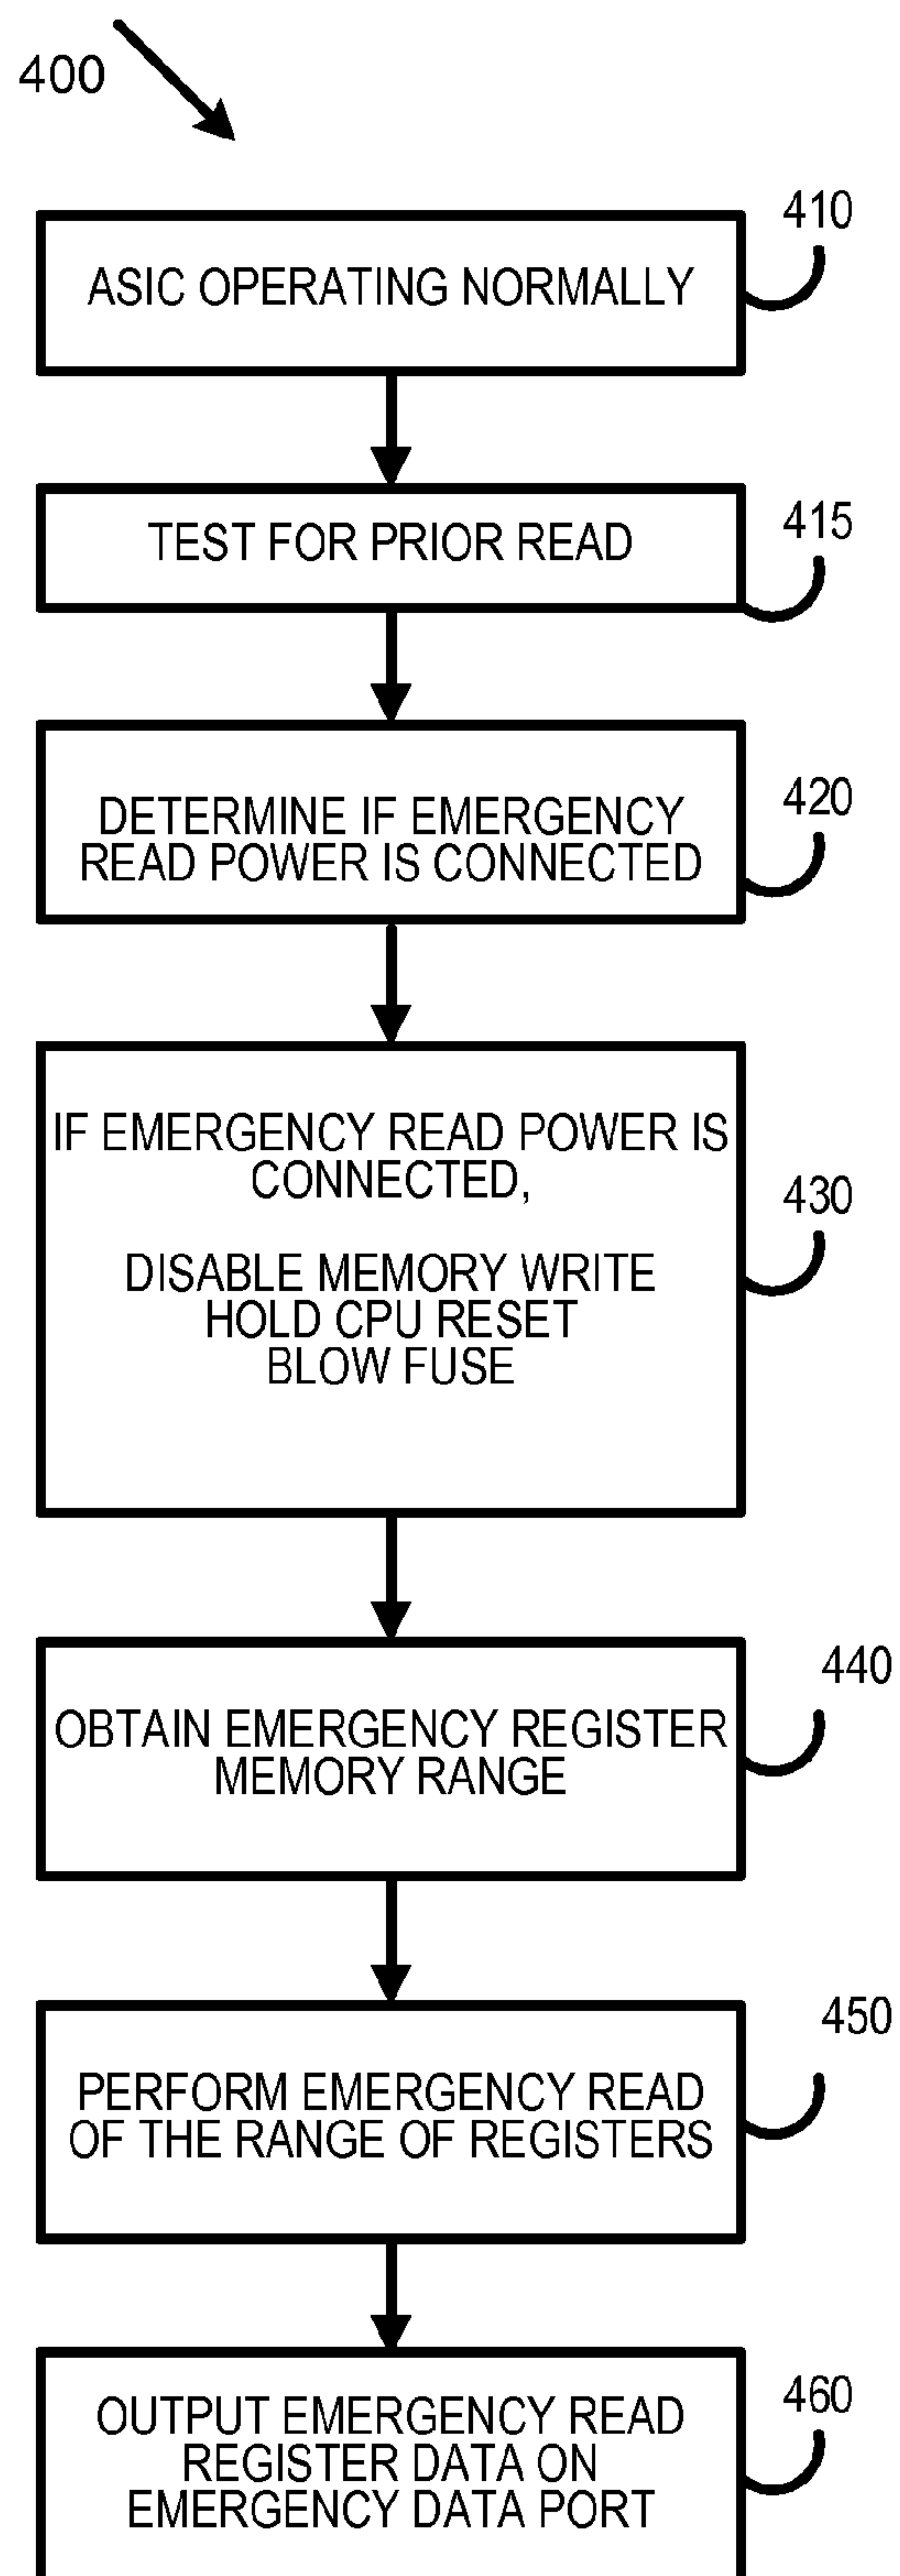 400
410
ASIC OPERATING NORMALLY
415
TEST FOR PRIOR READ
420
DETERMINE IF EMERGENCY
READ POWER IS CONNECTED
IF EMERGENCY READ POWER IS
CONNECTED,
430
DISABLE MEMORY WRITE
HOLD CPU RESET
BLOW FUSE
440
OBTAIN EMERGENCY REGISTER
MEMORY RANGE
450
PERFORM EMERGENCY READ
OF THE RANGE OF REGISTERS
460
OUTPUT EMERGENCY READ
REGISTER DATA ON
EMERGENCY DATA PORT